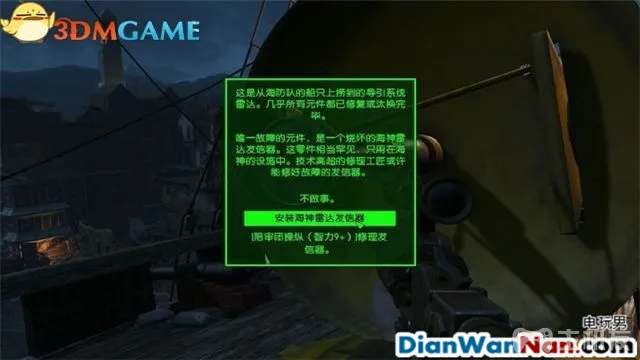 3DMGAME
这是从海防队的船只上捞到的导引系统
雷达。几乎所有元件都已修复或汰换完
毕。
唯一故障的元件，是一个烧坏的海神雷
达发信器。这零件相当罕见，只用在海
神的设施中。技术高超的修理工匠或许
能修好故障的发信器。
不做事。
安装海神雷达发信器
[陪审团操纵（智力9+）]修理发
信器。
电玩男
DianWanNan.com